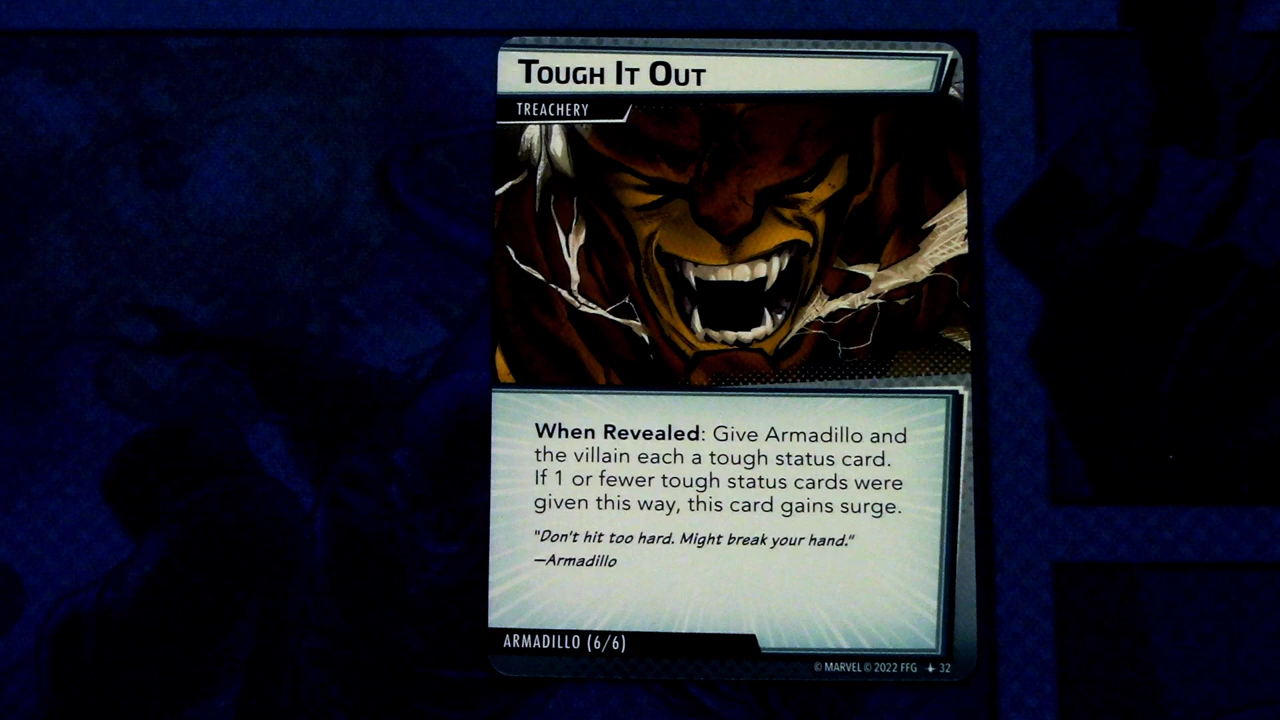 Tough It Out
TREACHERY
When Revealed: Give Armadillo and
the villain each a tough status card.
If 1 or fewer tough status cards were
given this way, this card gains surge.
"Don't hit too hard. Might break your hand."
—Armadillo
ARMADILLO (6/6)
© MARVEL © 2022 FFG 32